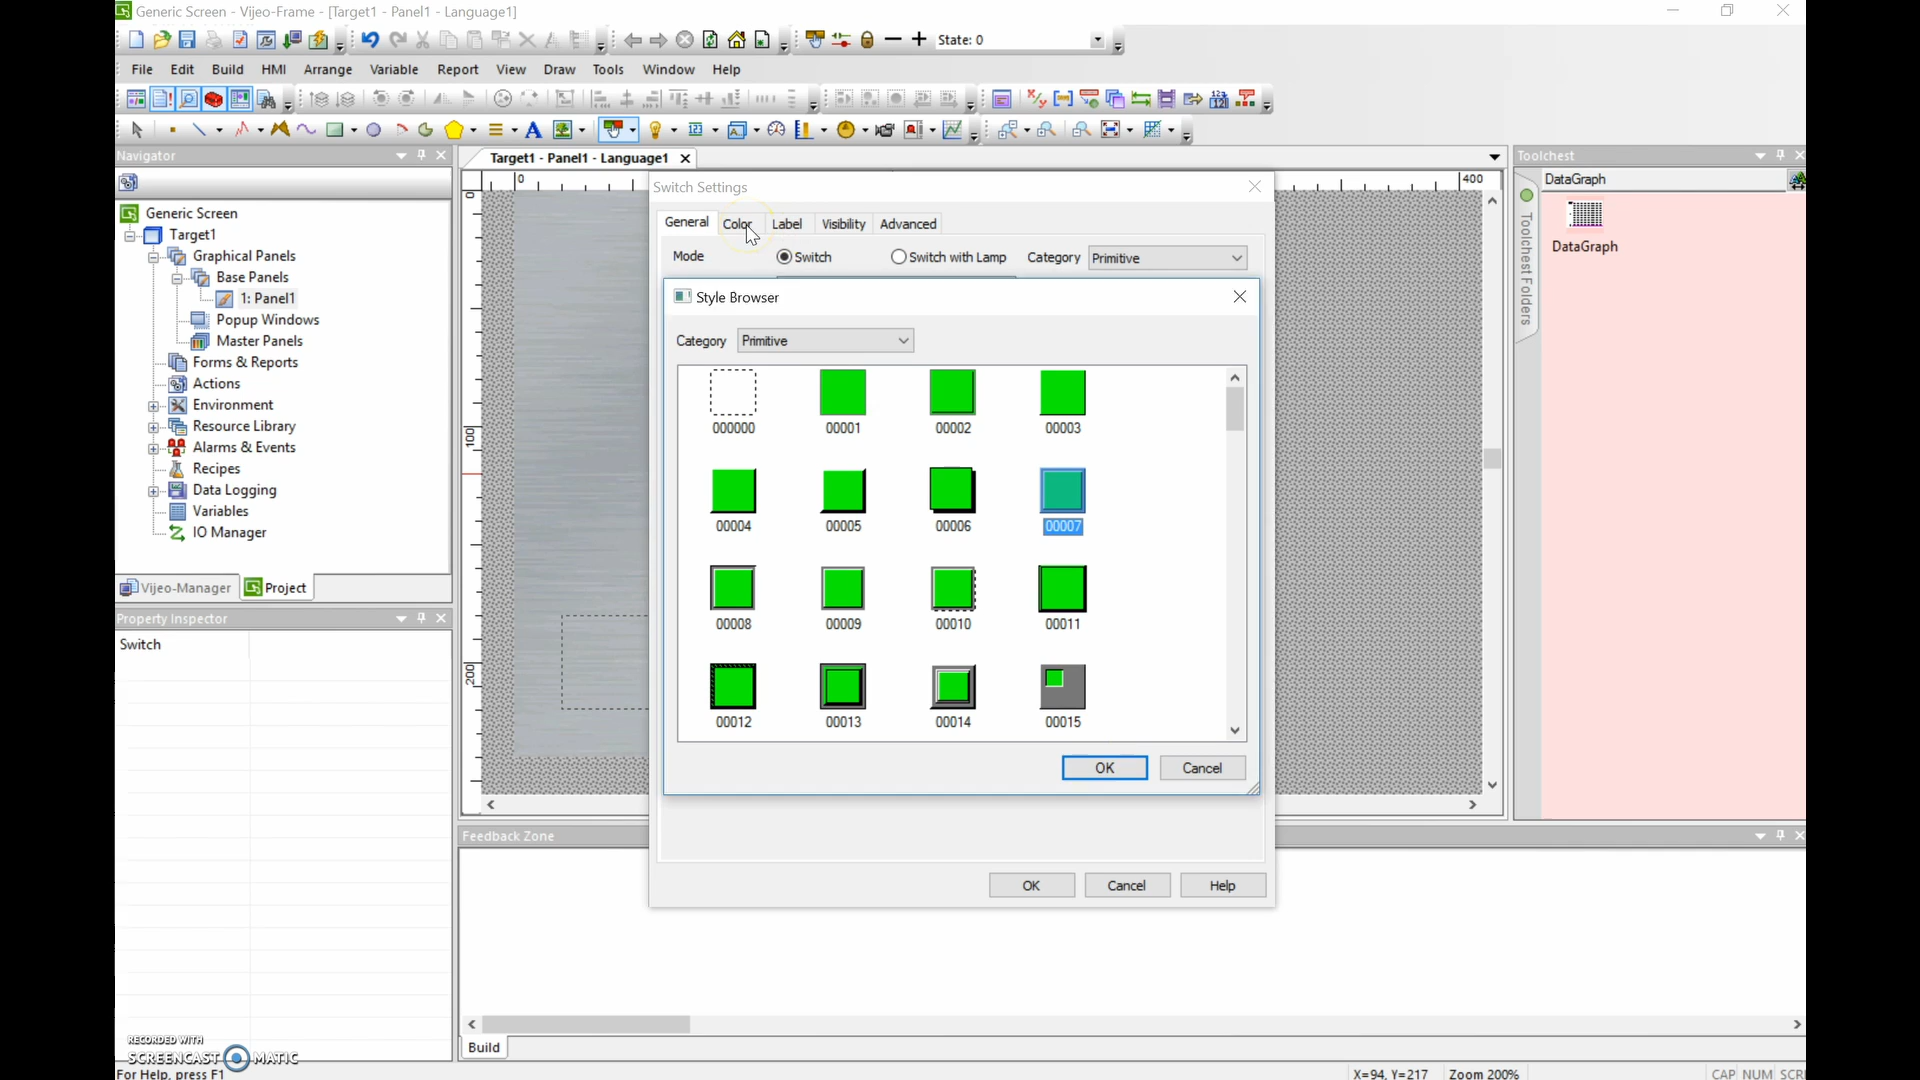 Generic Screen - Vijeo-Frame - [Target1 - Panel1 - Language1]
State: 0
File Edit Build HMI Arrange Variable Report View Draw Tools Window Help
Navigator
Target1 - Panel1 - Language1
Toolchest
Generic Screen
Target1
Graphical Panels
Base Panels
1: Panel1
Popup Windows
Master Panels
Forms & Reports
Actions
Environment
Resource Library
Alarms & Events
Recipes
Data Logging
Variables
IO Manager
Vijeo-Manager
Project
Property Inspector
Switch
0
400
0
100
200
Switch Settings
General Color Label Visibility Advanced
Mode Switch Switch with Lamp Category Primitive
Style Browser
Category Primitive
000000 00001 00002 00003
00004 00005 00006 00007
00008 00009 00010 00011
00012 00013 00014 00015
OK Cancel
OK Cancel Help
DataGraph
DataGraph
Toolchest Folders
Feedback Zone
Build
RECORDED WITH
SCREENCAST MATIC
For Help, press F1
X=94, Y=217 Zoom 200% CAP NUM SCRI